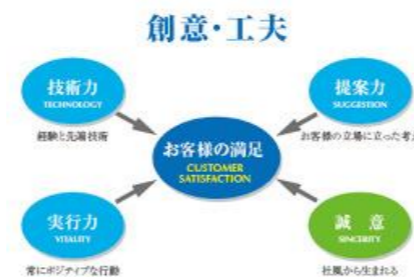 創意・工夫
技術力
TECHNOLOGY
経験と先端技術
提案力
SUGGESTION
お客様の立場に立った考
お客様の満足
CUSTOMER
SATISFACTION
実行力
VITALITY
常にポジティブな行動
誠 意
SINCERITY
社風から生まれる